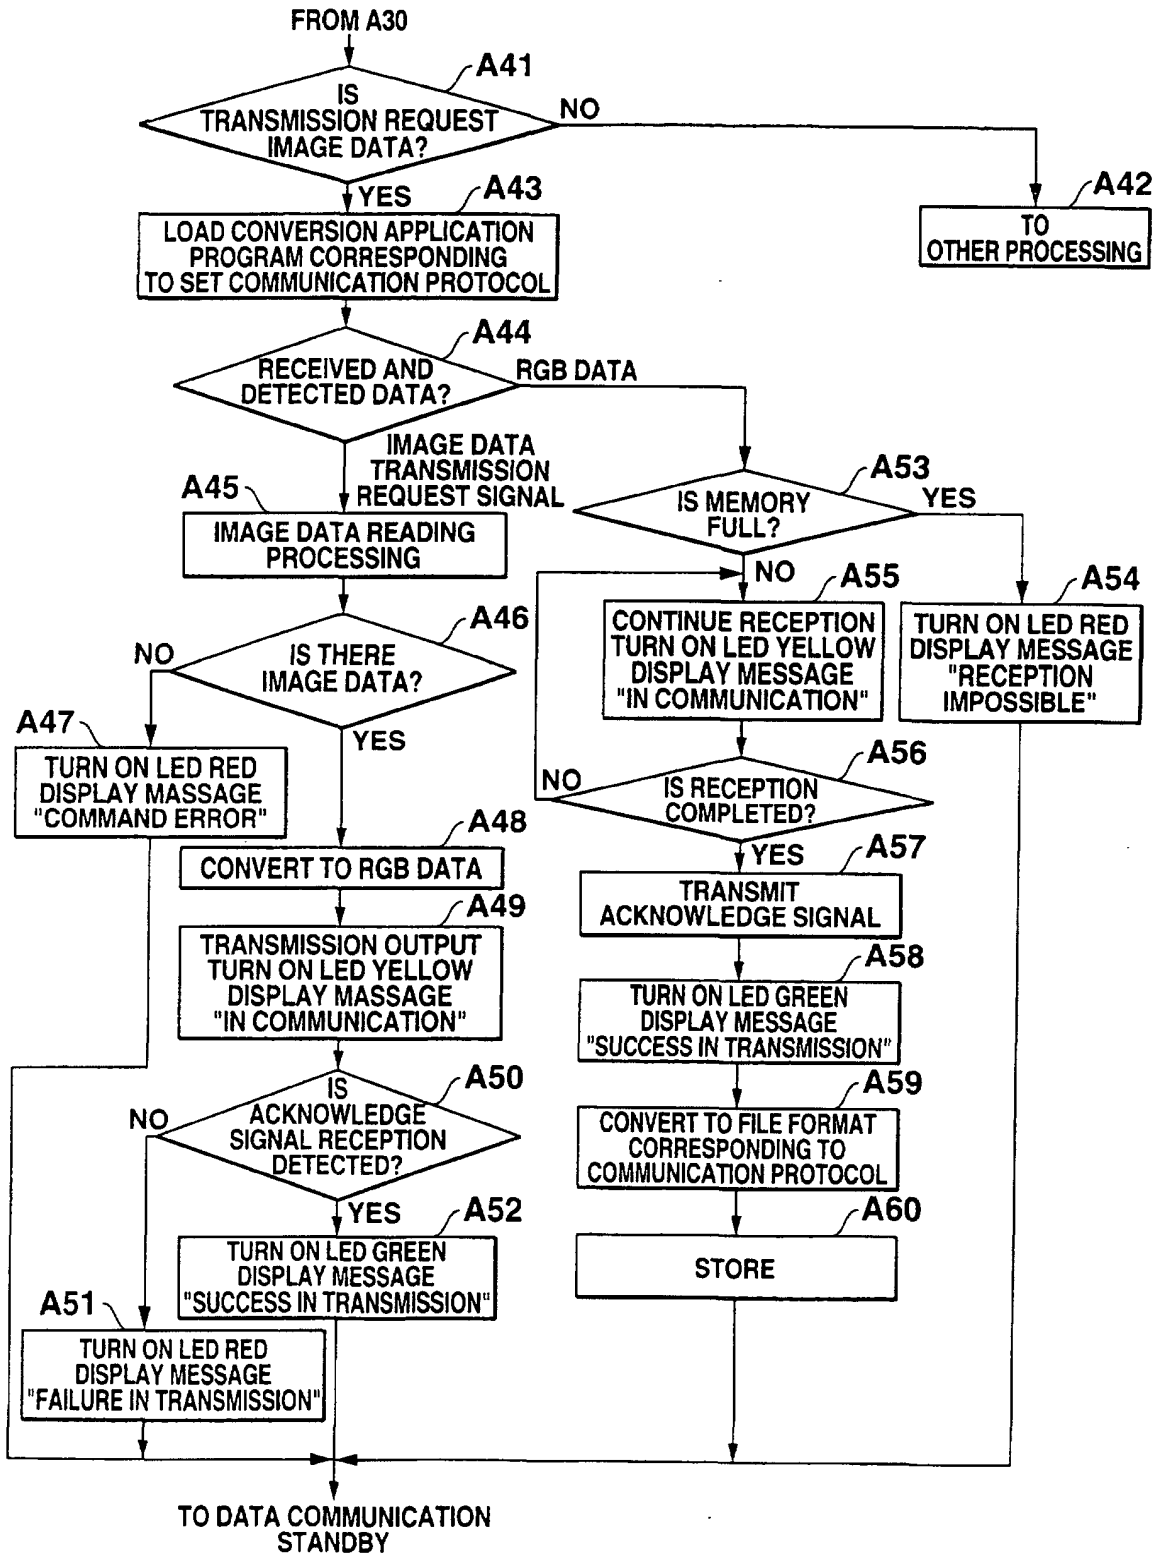 FROM A30
A41
IS
TRANSMISSION REQUEST
IMAGE DATA?
NO
YES
A42
TO
OTHER PROCESSING
A43
LOAD CONVERSION APPLICATION
PROGRAM CORRESPONDING
TO SET COMMUNICATION PROTOCOL
A44
RECEIVED AND
DETECTED DATA?
RGB DATA
IMAGE DATA
TRANSMISSION
REQUEST SIGNAL
A45
IMAGE DATA READING
PROCESSING
A46
IS THERE
IMAGE DATA?
NO
YES
A47
TURN ON LED RED
DISPLAY MASSAGE
"COMMAND ERROR"
A48
CONVERT TO RGB DATA
A49
TRANSMISSION OUTPUT
TURN ON LED YELLOW
DISPLAY MASSAGE
"IN COMMUNICATION"
A50
IS
ACKNOWLEDGE
SIGNAL RECEPTION
DETECTED?
NO
YES
A51
TURN ON LED RED
DISPLAY MESSAGE
"FAILURE IN TRANSMISSION"
A52
TURN ON LED GREEN
DISPLAY MESSAGE
"SUCCESS IN TRANSMISSION"
A53
IS MEMORY
FULL?
YES
NO
A54
TURN ON LED RED
DISPLAY MESSAGE
"RECEPTION
IMPOSSIBLE"
A55
CONTINUE RECEPTION
TURN ON LED YELLOW
DISPLAY MESSAGE
"IN COMMUNICATION"
A56
IS RECEPTION
COMPLETED?
NO
YES
A57
TRANSMIT
ACKNOWLEDGE SIGNAL
A58
TURN ON LED GREEN
DISPLAY MESSAGE
"SUCCESS IN TRANSMISSION"
A59
CONVERT TO FILE FORMAT
CORRESPONDING TO
COMMUNICATION PROTOCOL
A60
STORE
TO DATA COMMUNICATION
STANDBY